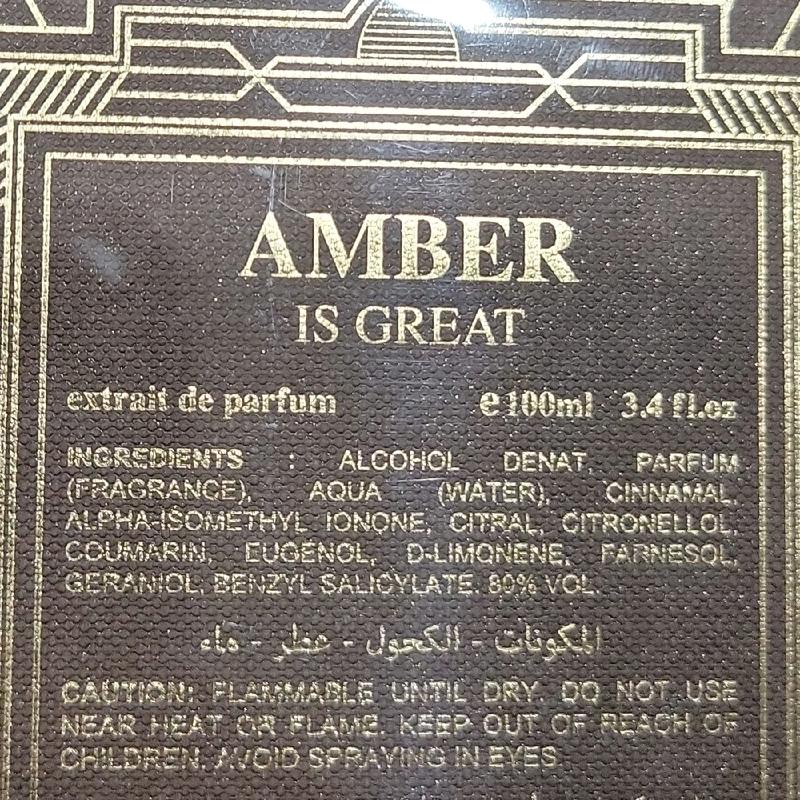 AMBER
IS GREAT
extrait de parfum e 100ml 3.4 fl.oz
INGREDIENTS : ALCOHOL DENAT, PARFUM
(FRAGRANCE), AQUA (WATER), CINNAMAL,
ALPHA-ISOMETHYL IONONE, CITRAL, CITRONELLOL,
COUMARIN, EUGENOL, D-LIMONENE, FARNESOL,
GERANIOL, BENZYL SALICYLATE. 80% VOL.
المكونات - الكحول - عطر - ماء
CAUTION: FLAMMABLE UNTIL DRY. DO NOT USE
NEAR HEAT OR FLAME. KEEP OUT OF REACH OF
CHILDREN. AVOID SPRAYING IN EYES